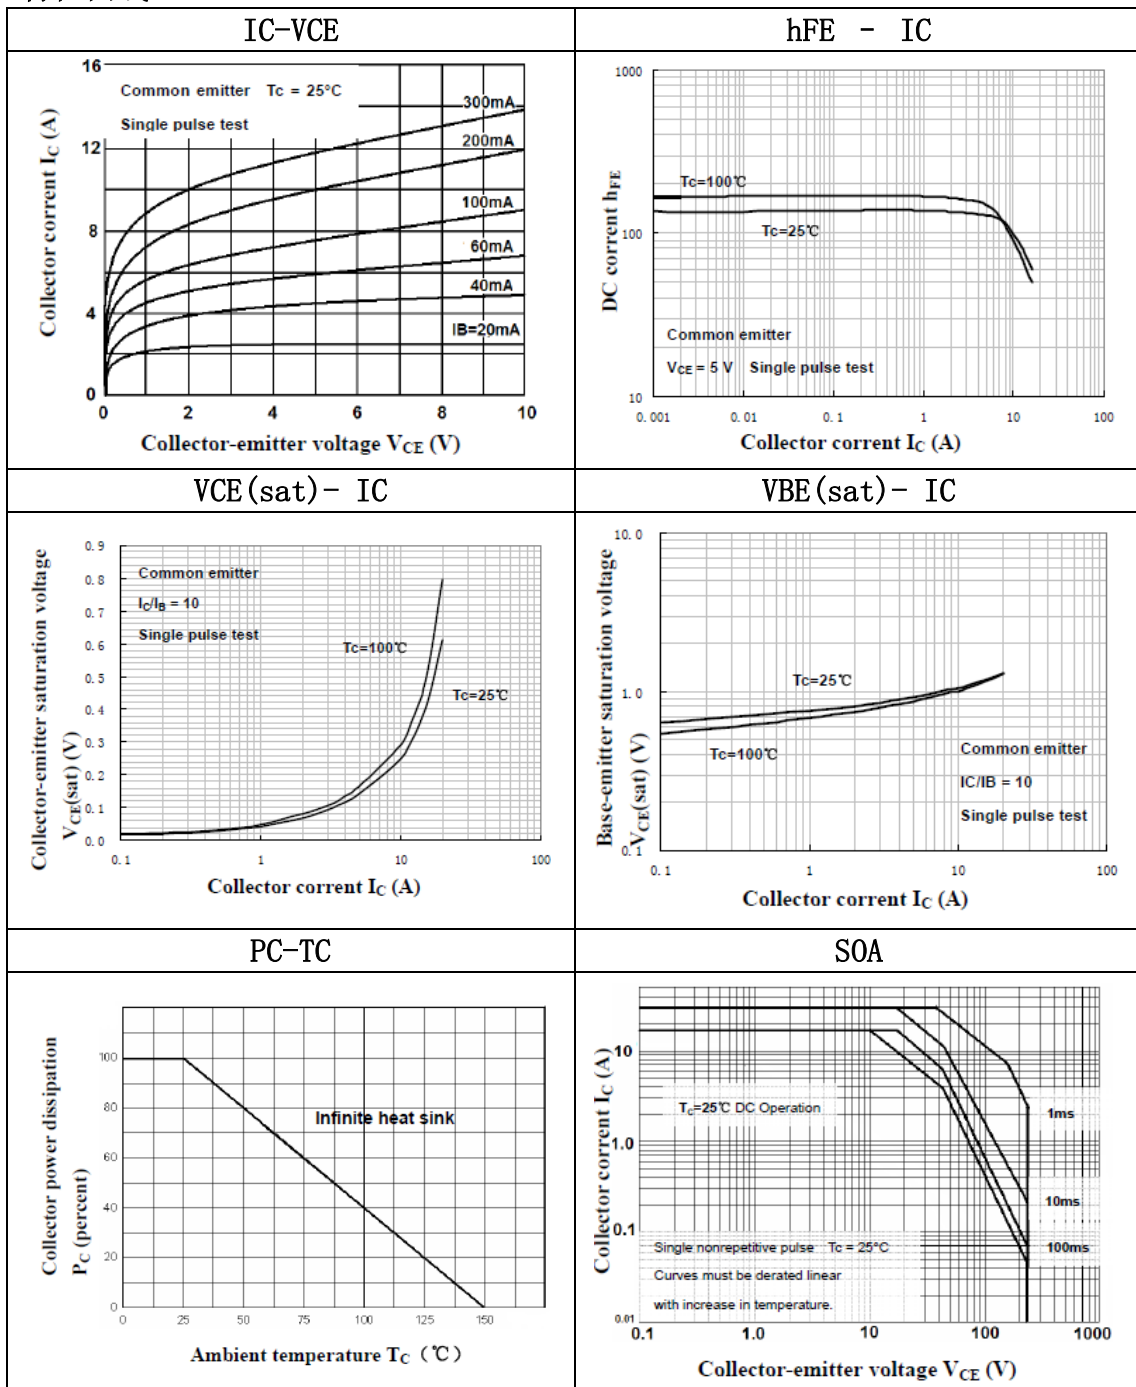 IC-VCE
hFE - IC
16
12
8
4
0
Common emitter Tc = 25°C
Single pulse test
300mA
200mA
100mA
60mA
40mA
IB=20mA
0 2 4 6 8 10
Collector corrent IC (A)
Collector-emitter voltage VCE (V)
1000
100
10
Tc=100℃
Tc=25℃
Common emitter
VCE = 5 V Single pulse test
0.001 0.01 0.1 1 10 100
DC corrent hFE
Collector corrent IC (A)
VCE(sat)- IC
VBE(sat)- IC
0.9
0.8
0.7
0.6
0.5
0.4
0.3
0.2
0.1
0.0
Common emitter
IC/IB = 10
Single pulse test
Tc=100℃
Tc=25℃
0.1 1 10 100
Collector-emitter saturation voltage
VCE(sat) (V)
Collector current IC (A)
10.0
1.0
0.1
Tc=25℃
Tc=100℃
Common emitter
IC/IB = 10
Single pulse test
0.1 1 10 100
Base-emitter saturation voltage
VCE(sat) (V)
Collector corrent IC (A)
PC-TC
SOA
100
80
60
40
20
0
Infinite heat sink
0 25 50 75 100 125 150
Collector power dissipation
PC (percent)
Ambient temperature TC (℃)
10
1.0
0.1
0.01
TC=25℃ DC Operation
1ms
10ms
100ms
Single nonrepetitive pulse Tc = 25°C
Curves must be derated linear
with increase in temperature.
0.1 1.0 10 100 1000
Collector corrent IC (A)
Collector-emitter voltage VCE (V)